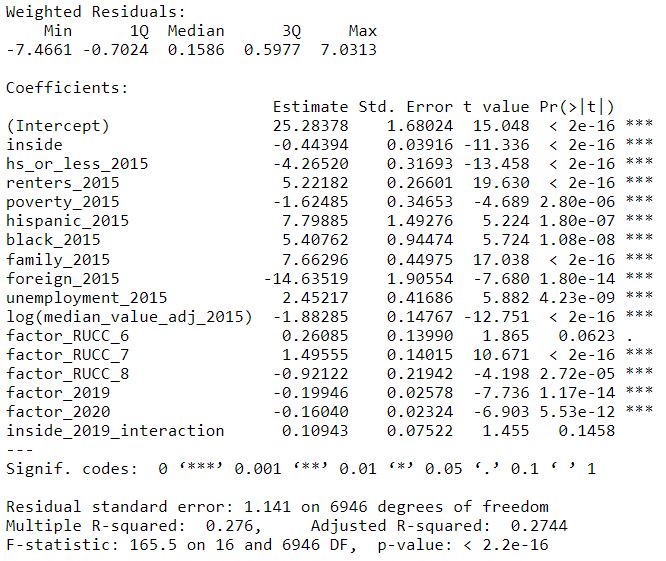 Weighted Residuals:
    Min      1Q  Median      3Q     Max
-7.4661 -0.7024  0.1586  0.5977  7.0313

Coefficients:
                           Estimate Std. Error t value Pr(>|t|)
(Intercept)                25.28378    1.68024  15.048  < 2e-16 ***
inside                     -0.44394    0.03916 -11.336  < 2e-16 ***
hs_or_less_2015            -4.26520    0.31693 -13.458  < 2e-16 ***
renters_2015                5.22182    0.26601  19.630  < 2e-16 ***
poverty_2015               -1.62485    0.34653  -4.689 2.80e-06 ***
hispanic_2015               7.79885    1.49276   5.224 1.80e-07 ***
black_2015                  5.40762    0.94474   5.724 1.08e-08 ***
family_2015                 7.66296    0.44975  17.038  < 2e-16 ***
foreign_2015              -14.63519    1.90554  -7.680 1.80e-14 ***
unemployment_2015           2.45217    0.41686   5.882 4.23e-09 ***
log(median_value_adj_2015) -1.88285    0.14767 -12.751  < 2e-16 ***
factor_RUCC_6               0.26085    0.13990   1.865   0.0623 .
factor_RUCC_7               1.49555    0.14015  10.671  < 2e-16 ***
factor_RUCC_8              -0.92122    0.21942  -4.198 2.72e-05 ***
factor_2019                -0.19946    0.02578  -7.736 1.17e-14 ***
factor_2020                -0.16040    0.02324  -6.903 5.53e-12 ***
inside_2019_interaction     0.10943    0.07522   1.455   0.1458
---
Signif. codes:  0 ‘***’ 0.001 ‘**’ 0.01 ‘*’ 0.05 ‘.’ 0.1 ‘ ’ 1

Residual standard error: 1.141 on 6946 degrees of freedom
Multiple R-squared:  0.276,     Adjusted R-squared:  0.2744
F-statistic: 165.5 on 16 and 6946 DF,  p-value: < 2.2e-16